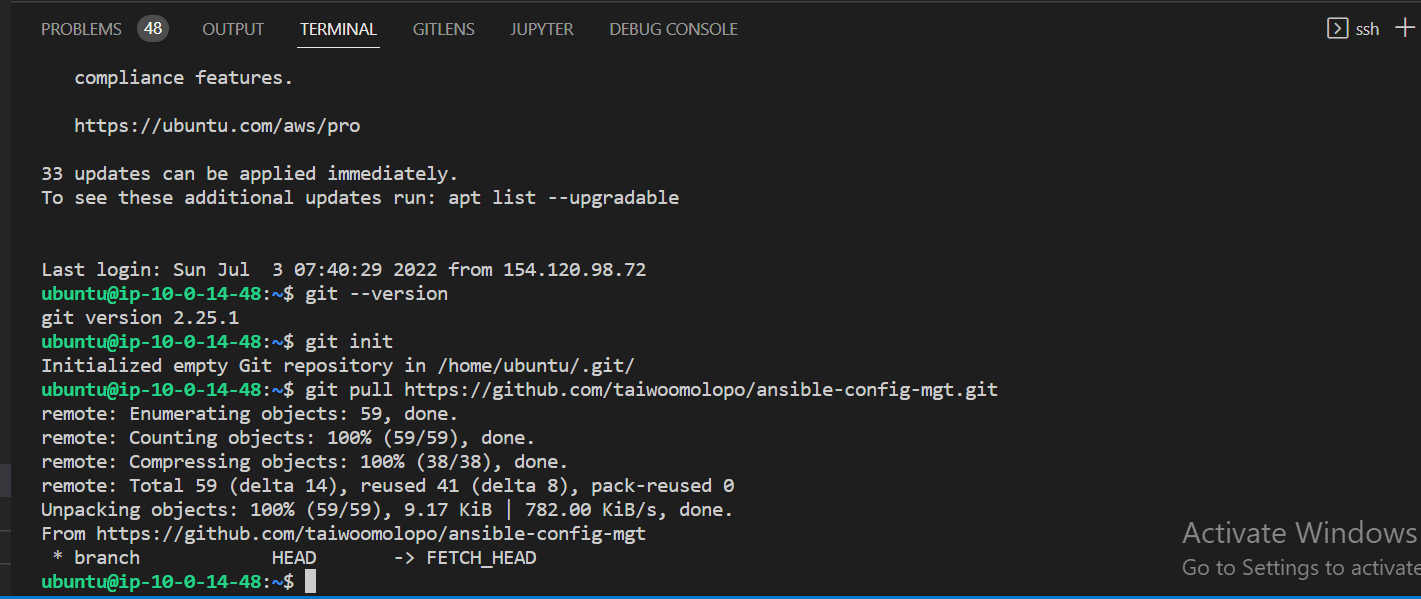 PROBLEMS 48 OUTPUT TERMINAL GITLENS JUPYTER DEBUG CONSOLE ssh
compliance features.
https://ubuntu.com/aws/pro
33 updates can be applied immediately.
To see these additional updates run: apt list --upgradable
Last login: Sun Jul  3 07:40:29 2022 from 154.120.98.72
ubuntu@ip-10-0-14-48:~$ git --version
git version 2.25.1
ubuntu@ip-10-0-14-48:~$ git init
Initialized empty Git repository in /home/ubuntu/.git/
ubuntu@ip-10-0-14-48:~$ git pull https://github.com/taiwoomolopo/ansible-config-mgt.git
remote: Enumerating objects: 59, done.
remote: Counting objects: 100% (59/59), done.
remote: Compressing objects: 100% (38/38), done.
remote: Total 59 (delta 14), reused 41 (delta 8), pack-reused 0
Unpacking objects: 100% (59/59), 9.17 KiB | 782.00 KiB/s, done.
From https://github.com/taiwoomolopo/ansible-config-mgt
 * branch            HEAD       -> FETCH_HEAD
ubuntu@ip-10-0-14-48:~$
Activate Windows
Go to Settings to activate